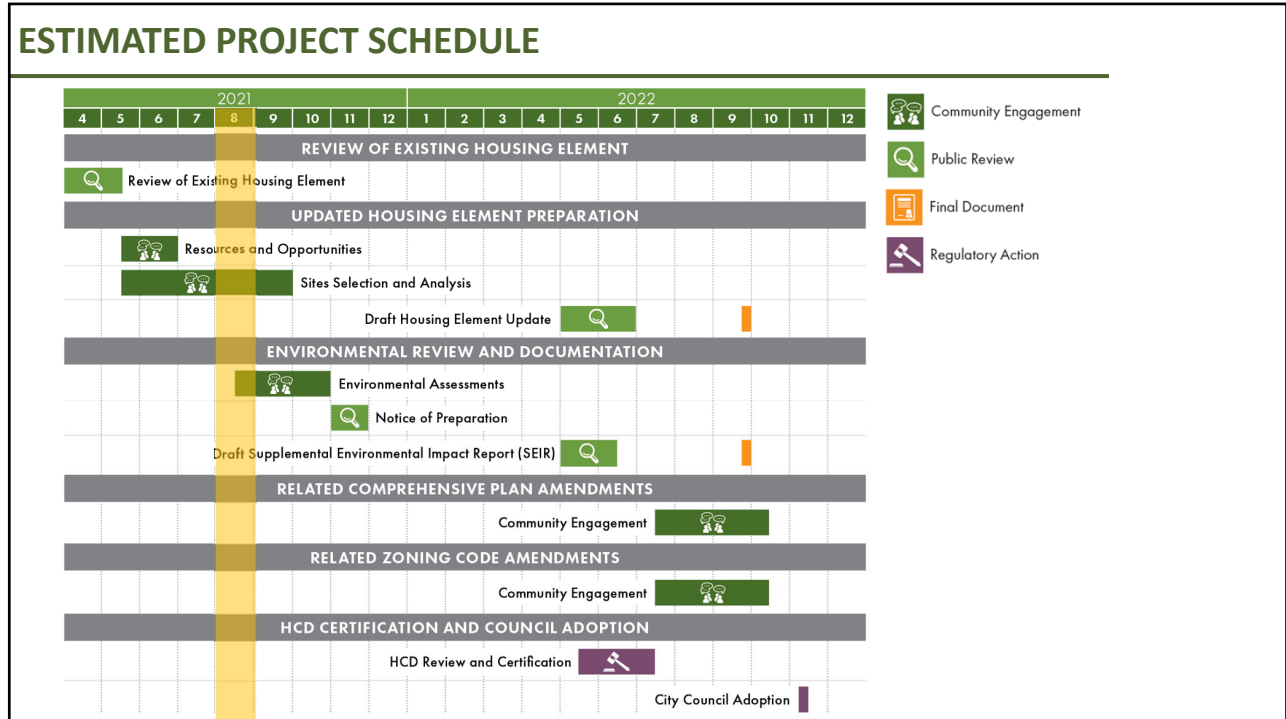 ESTIMATED PROJECT SCHEDULE
2021 2022
4 5 6 7 8 9 10 11 12 1 2 3 4 5 6 7 8 9 10 11 12
REVIEW OF EXISTING HOUSING ELEMENT
Review of Existing Housing Element
UPDATED HOUSING ELEMENT PREPARATION
Resources and Opportunities
Sites Selection and Analysis
Draft Housing Element Update
ENVIRONMENTAL REVIEW AND DOCUMENTATION
Environmental Assessments
Notice of Preparation
Draft Supplemental Environmental Impact Report (SEIR)
RELATED COMPREHENSIVE PLAN AMENDMENTS
Community Engagement
RELATED ZONING CODE AMENDMENTS
Community Engagement
HCD CERTIFICATION AND COUNCIL ADOPTION
HCD Review and Certification
City Council Adoption
Community Engagement
Public Review
Final Document
Regulatory Action